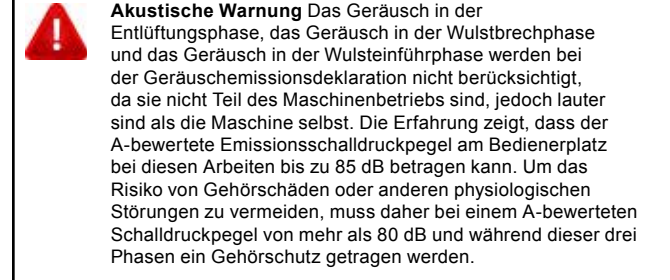 Akustische Warnung Das Geräusch in der
Entlüftungsphase, das Geräusch in der Wulstbrechphase
und das Geräusch in der Wulsteinführphase werden bei
der Geräuschemissionsdeklaration nicht berücksichtigt,
da sie nicht Teil des Maschinenbetriebs sind, jedoch lauter
sind als die Maschine selbst. Die Erfahrung zeigt, dass der
A-bewertete Emissionsschalldruckpegel am Bedienerplatz
bei diesen Arbeiten bis zu 85 dB betragen kann. Um das
Risiko von Gehörschäden oder anderen physiologischen
Störungen zu vermeiden, muss daher bei einem A-bewerteten
Schalldruckpegel von mehr als 80 dB und während dieser drei
Phasen ein Gehörschutz getragen werden.